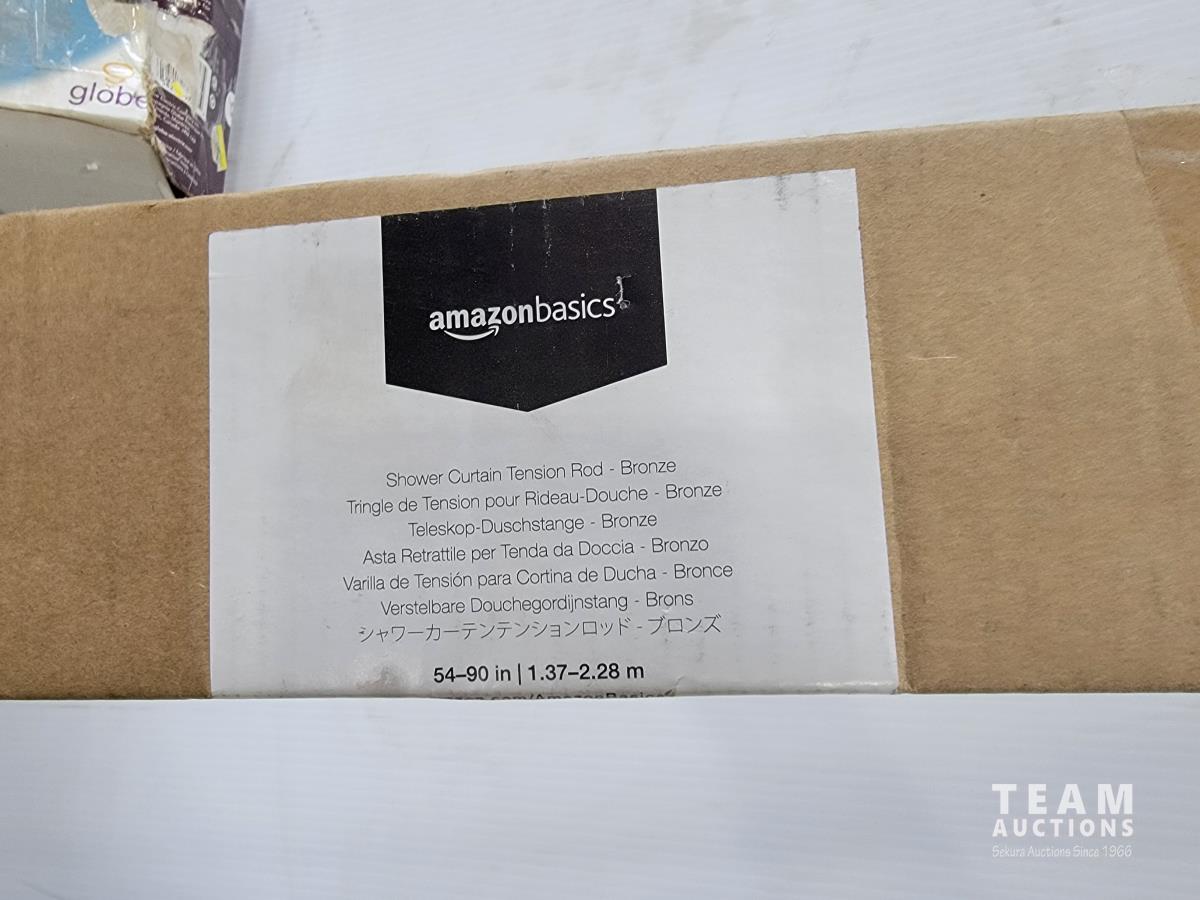 globe
amazonbasics
Shower Curtain Tension Rod - Bronze
Tringle de Tension pour Rideau-Douche - Bronze
Teleskop-Duschstange - Bronze
Asta Retrattile per Tenda da Doccia - Bronzo
Varilla de Tensión para Cortina de Ducha - Bronce
Verstelbare Douchegordijnstang - Brons
シャワーカーテンテンションロッド - ブロンズ
54–90 in | 1.37–2.28 m
TEAM
AUCTIONS
Sekura Auctions Since 1966